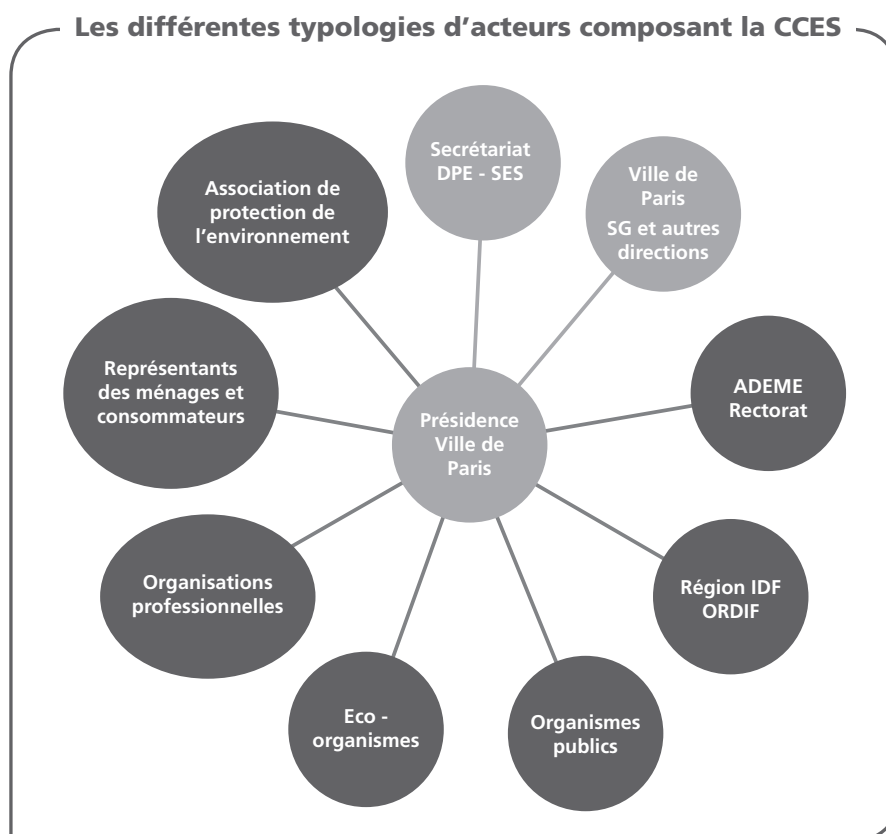 Les différentes typologies d’acteurs composant la CCES
Secrétariat
DPE - SES
Ville de
Paris
SG et autres
directions
Association de
protection de
l’environnement
ADEME
Rectorat
Représentants
des ménages et
consommateurs
Présidence
Ville de
Paris
Région IDF
ORDIF
Organisations
professionnelles
Organismes
publics
Eco -
organismes